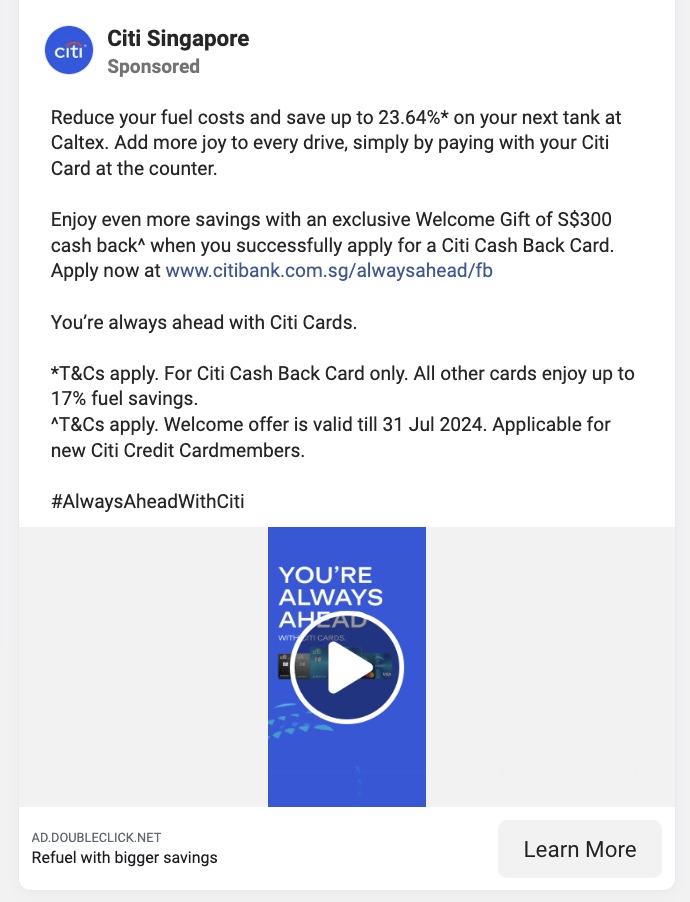 citi
Citi Singapore
Sponsored
Reduce your fuel costs and save up to 23.64%* on your next tank at
Caltex. Add more joy to every drive, simply by paying with your Citi
Card at the counter.
Enjoy even more savings with an exclusive Welcome Gift of S$300
cash back^ when you successfully apply for a Citi Cash Back Card.
Apply now at www.citibank.com.sg/alwaysahead/fb
You’re always ahead with Citi Cards.
*T&Cs apply. For Citi Cash Back Card only. All other cards enjoy up to
17% fuel savings.
^T&Cs apply. Welcome offer is valid till 31 Jul 2024. Applicable for
new Citi Credit Cardmembers.
#AlwaysAheadWithCiti
YOU’RE
ALWAYS
AHEAD
WITH CITI CARDS.
citi
VISA
AD.DOUBLECLICK.NET
Refuel with bigger savings
Learn More